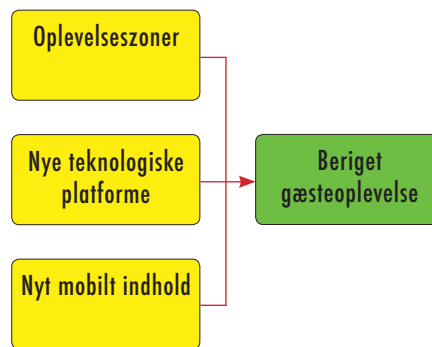 Oplevelseszoner
Nye teknologiske
platforme
Beriget
gæsteoplevelse
Nyt mobilt indhold